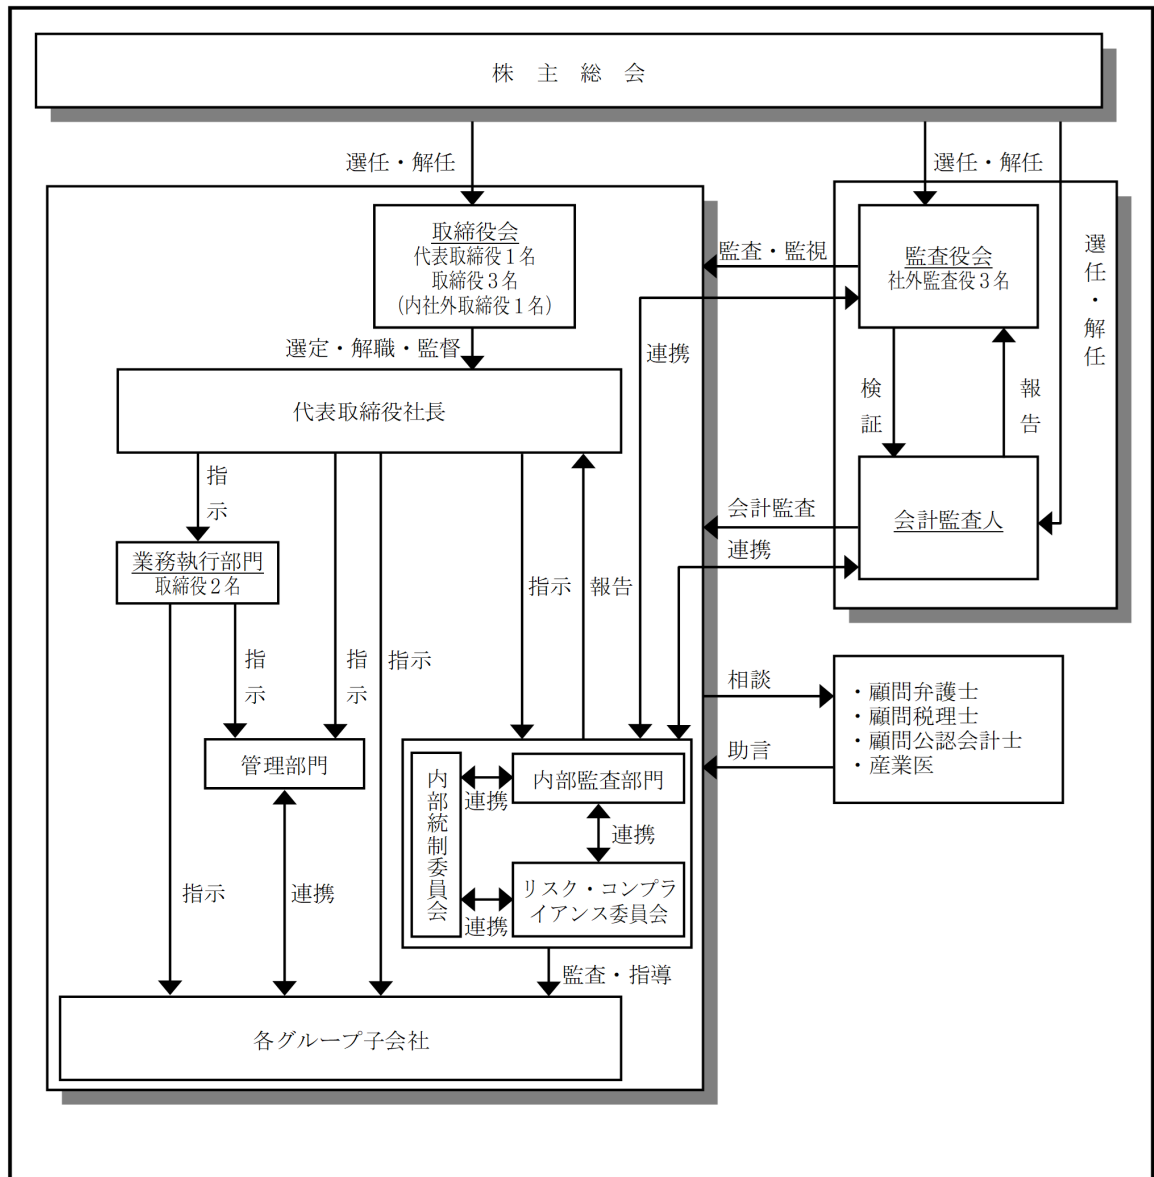 株　主　総　会
選任・解任
選任・解任
選任・解任
取締役会
代表取締役１名
取締役３名
（内社外取締役１名）
監査・監視
監査役会
社外監査役３名
選定・解職・監督
連携
代表取締役社長
検証
報告
指示
会計監査
会計監査人
連携
業務執行部門
取締役２名
指示
報告
指示
指示
指示
相談
・顧問弁護士
・顧問税理士
・顧問公認会計士
・産業医
助言
管理部門
内部統制委員会
連携
内部監査部門
連携
リスク・コンプラ
イアンス委員会
連携
指示
連携
監査・指導
各グループ子会社